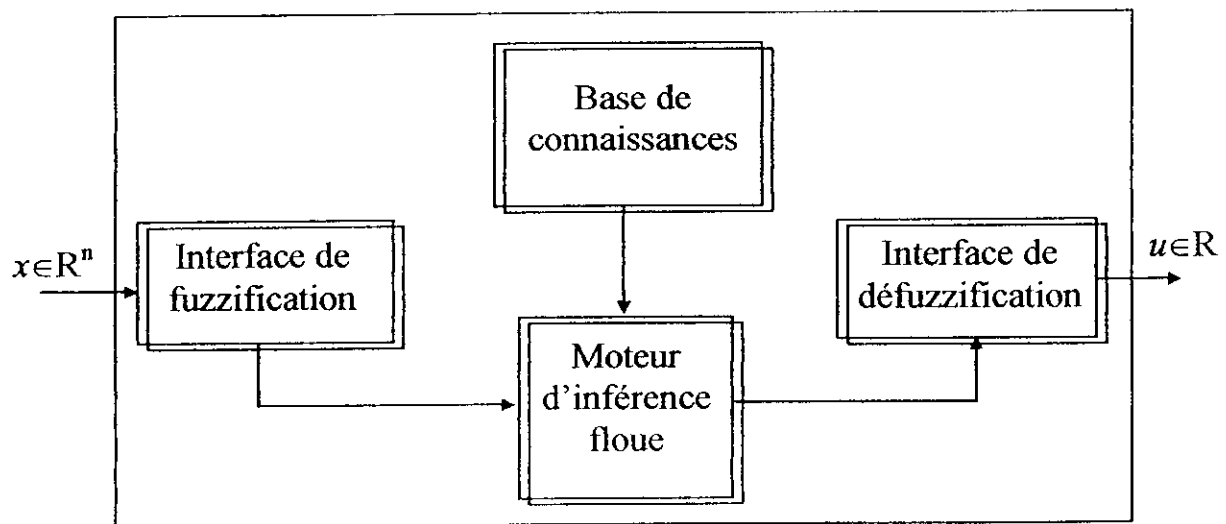 Base de
connaissances
x∈Rⁿ
Interface de
fuzzification
Interface de
défuzzification
u∈R
Moteur
d'inférence
floue